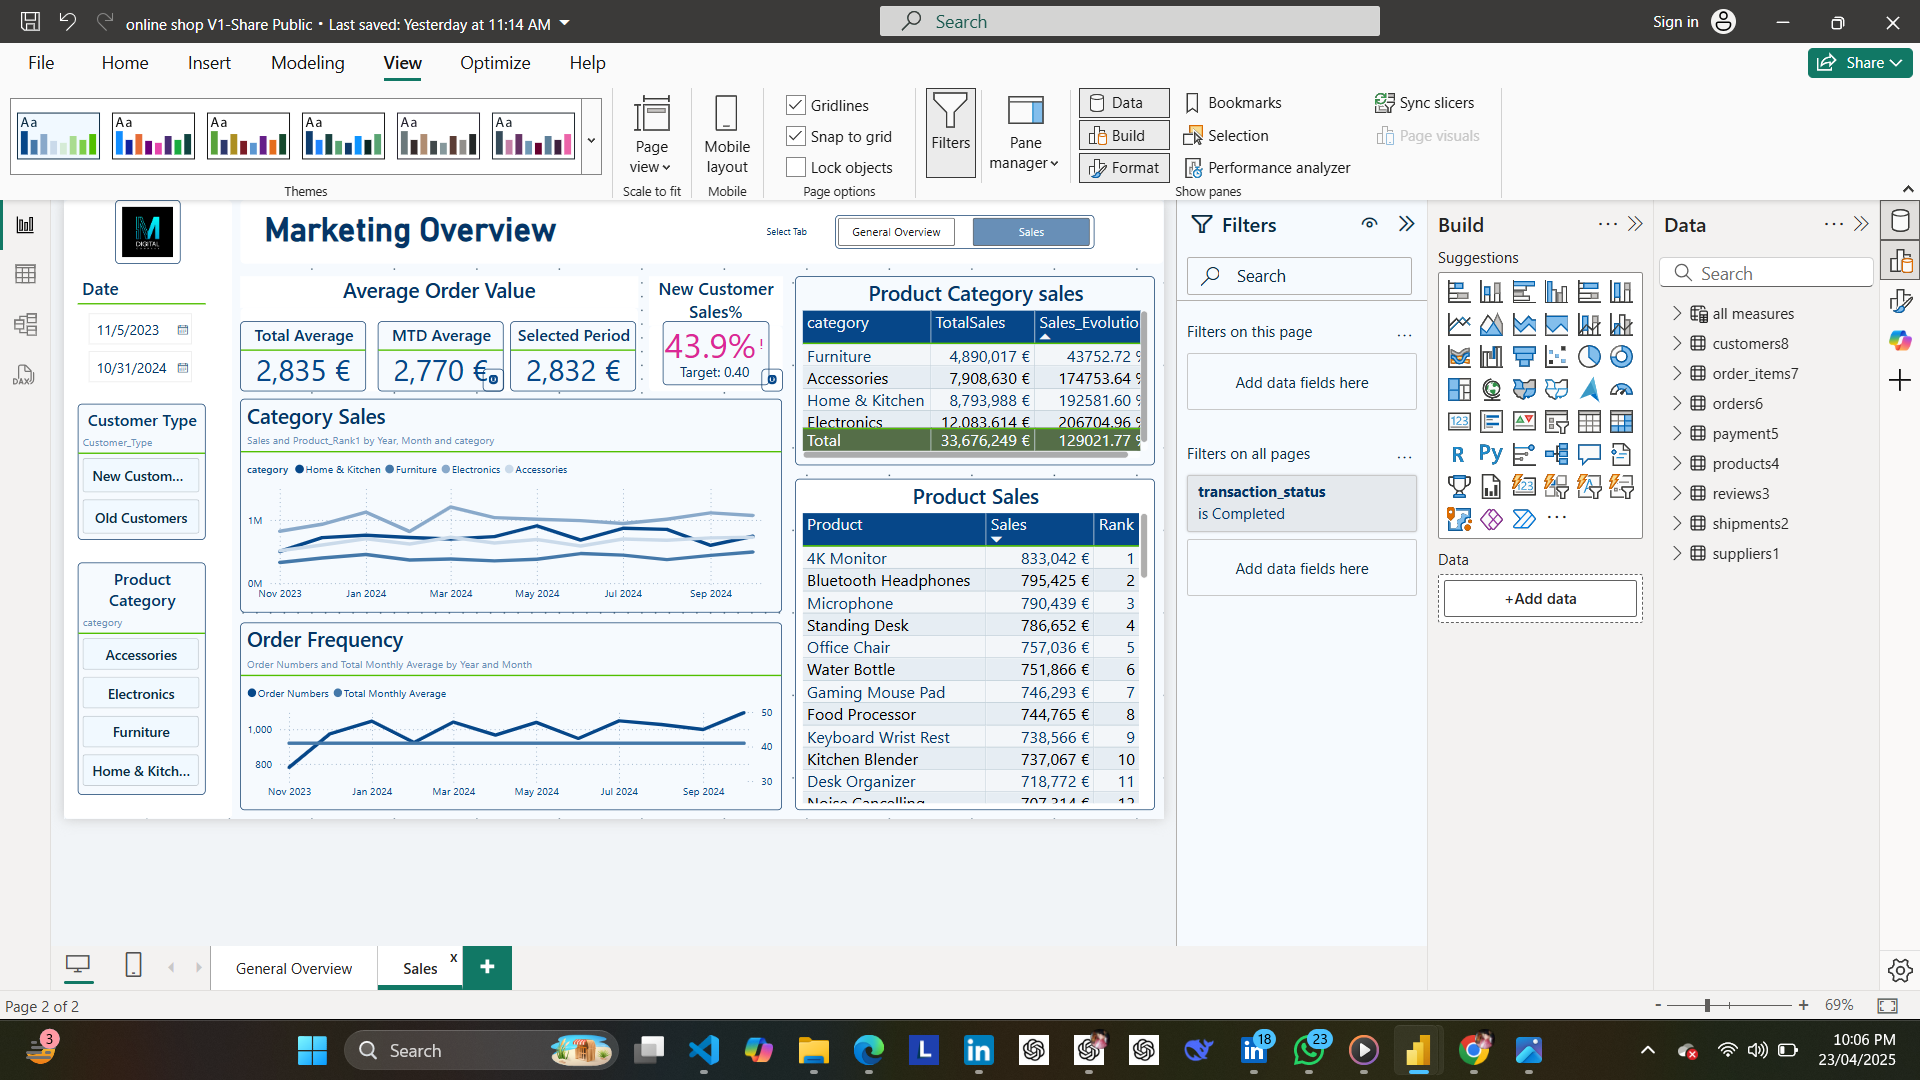 online shop V1-Share Public • Last saved: Yesterday at 11:14 AM
Search
Sign in
File
Home
Insert
Modeling
View
Optimize
Help
Share
Aa
Aa
Aa
Aa
Aa
Aa
Themes
Page view
Scale to fit
Mobile layout
Mobile
Gridlines
Snap to grid
Lock objects
Page options
Filters
Pane manager
Data
Build
Format
Bookmarks
Selection
Performance analyzer
Sync slicers
Page visuals
Show panes
M
DIGITAL
Marketing Overview
Select Tab
General Overview
Sales
Date
11/5/2023
10/31/2024
Customer Type
Customer_Type
New Custom...
Old Customers
Product
Category
category
Accessories
Electronics
Furniture
Home & Kitch...
Average Order Value
Total Average
2,835 €
MTD Average
2,770 €
Selected Period
2,832 €
New Customer
Sales%
43.9% !
Target: 0.40
Category Sales
Sales and Product_Rank1 by Year, Month and category
category Home & Kitchen Furniture Electronics Accessories
1M
0M
Nov 2023 Jan 2024 Mar 2024 May 2024 Jul 2024 Sep 2024
Order Frequency
Order Numbers and Total Monthly Average by Year and Month
Order Numbers Total Monthly Average
1,000
800
50
40
30
Nov 2023 Jan 2024 Mar 2024 May 2024 Jul 2024 Sep 2024
Product Category sales
category TotalSales Sales_Evolutio
Furniture 4,890,017 € 43752.72 %
Accessories 7,908,630 € 174753.64 %
Home & Kitchen 8,793,988 € 192581.60 %
Electronics 12,083,614 € 206704.96 %
Total 33,676,249 € 129021.77 %
Product Sales
Product Sales Rank
4K Monitor 833,042 € 1
Bluetooth Headphones 795,425 € 2
Microphone 790,439 € 3
Standing Desk 786,652 € 4
Office Chair 757,036 € 5
Water Bottle 751,866 € 6
Gaming Mouse Pad 746,293 € 7
Food Processor 744,765 € 8
Keyboard Wrist Rest 738,566 € 9
Kitchen Blender 737,067 € 10
Desk Organizer 718,772 € 11
Noise Cancelling 707,314 € 12
Filters
Search
Filters on this page
...
Add data fields here
Filters on all pages
...
transaction_status
is Completed
Add data fields here
Build
Suggestions
123
R
Py
123
...
Data
+Add data
Data
Search
all measures
customers8
order_items7
orders6
payment5
products4
reviews3
shipments2
suppliers1
DAX
General Overview
Sales
x
+
Page 2 of 2
- + 69%
3
Search
L
in
in
18
23
10:06 PM
23/04/2025